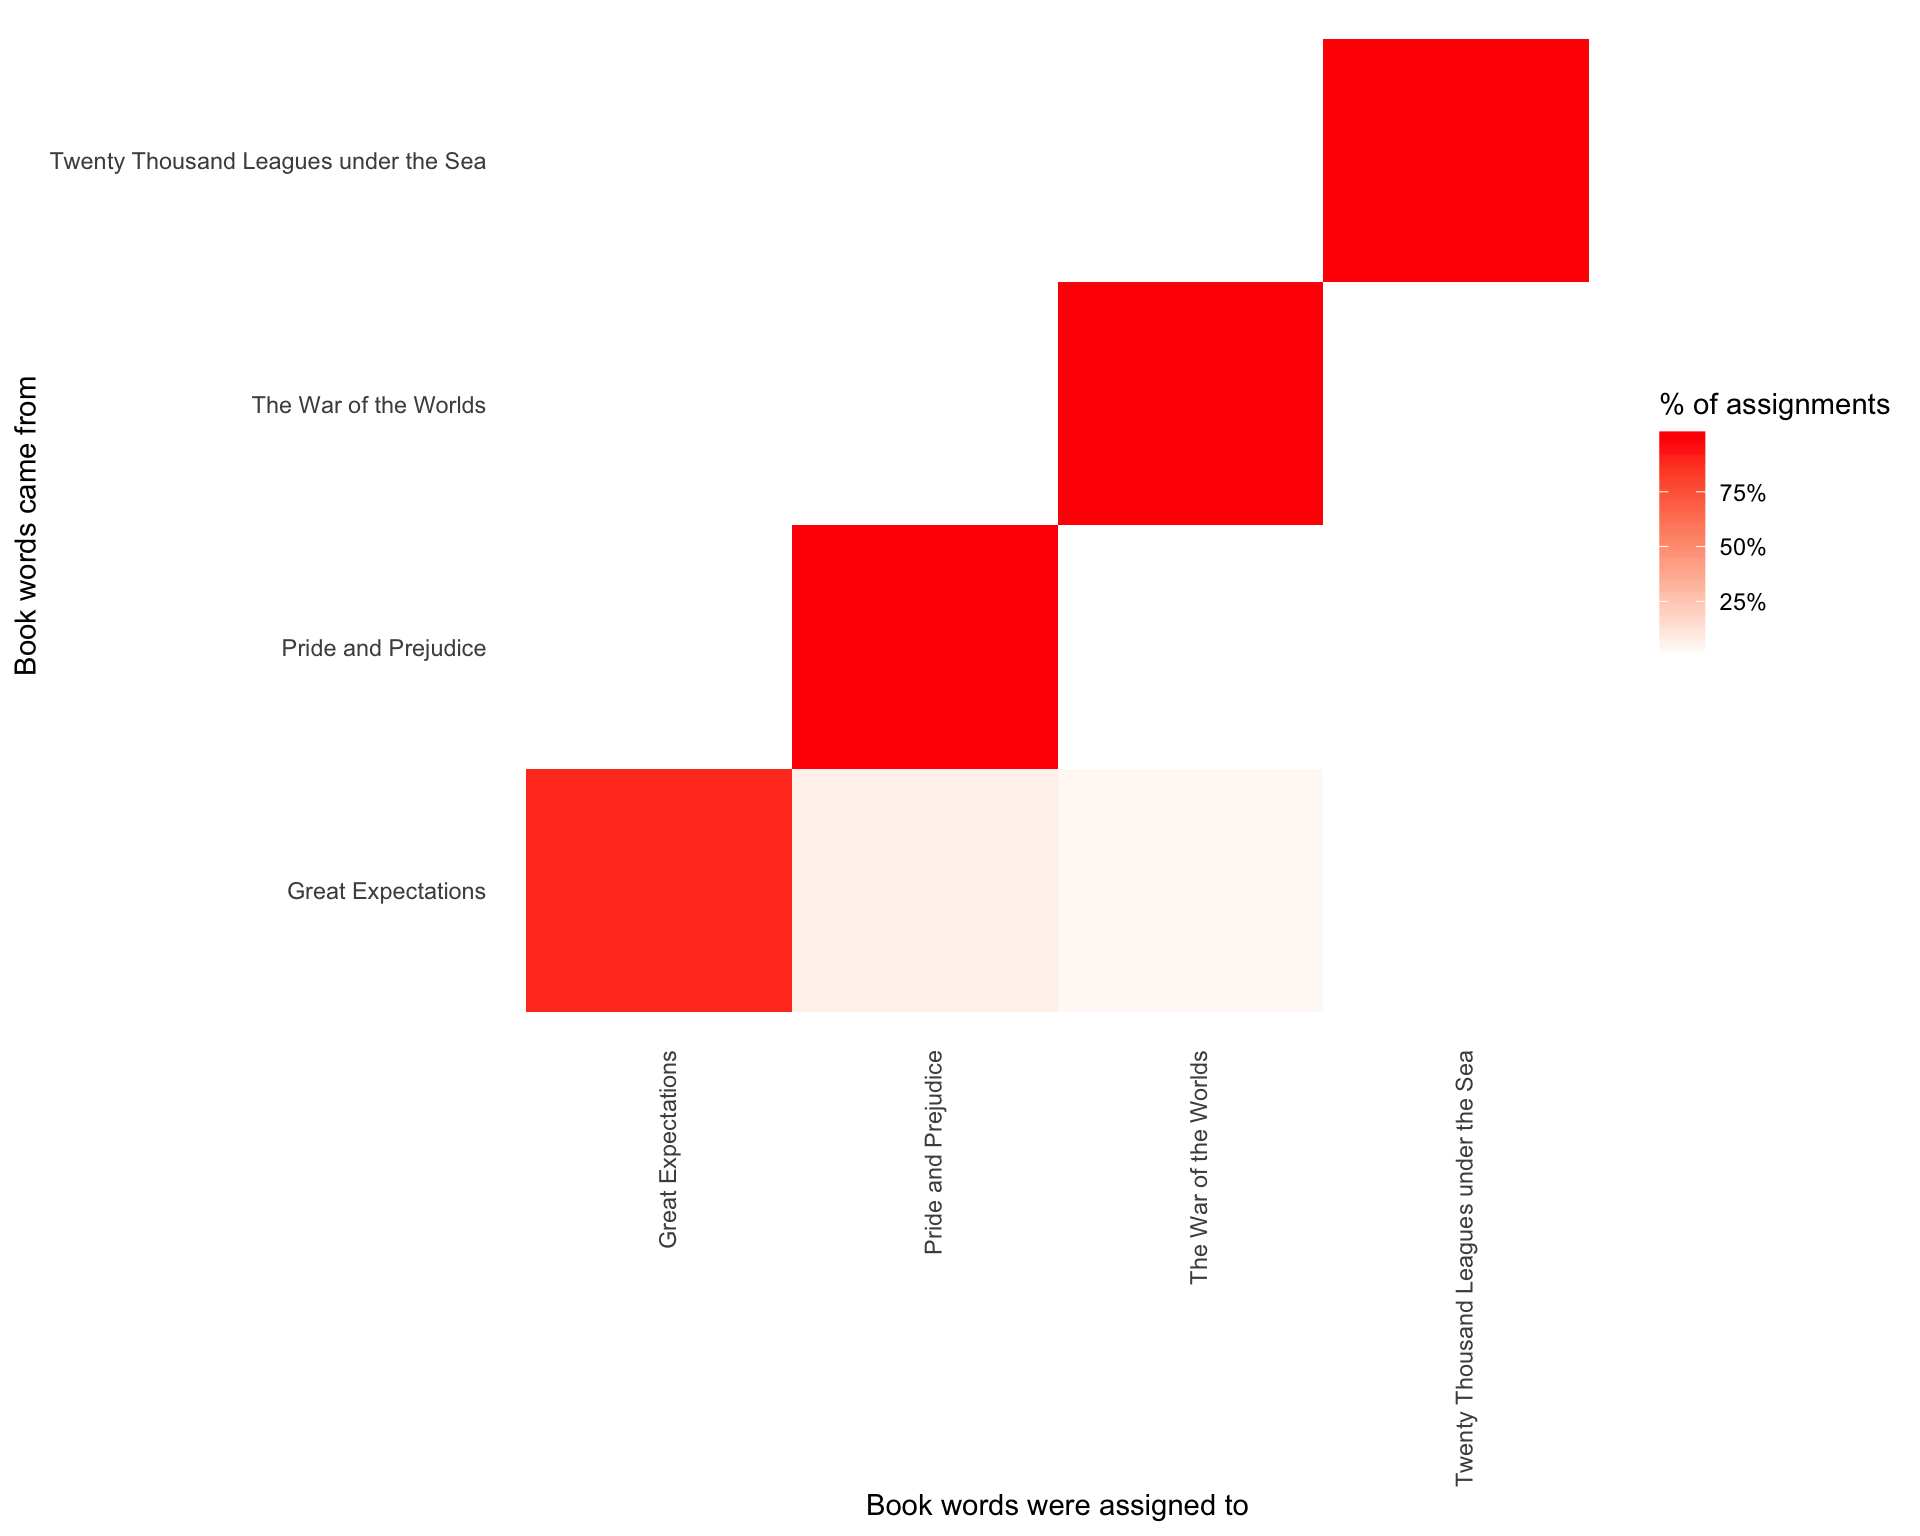 Book words came from
Twenty Thousand Leagues under the Sea
The War of the Worlds
Pride and Prejudice
Great Expectations
% of assignments
75%
50%
25%
Great Expectations
Pride and Prejudice
The War of the Worlds
Twenty Thousand Leagues under the Sea
Book words were assigned to